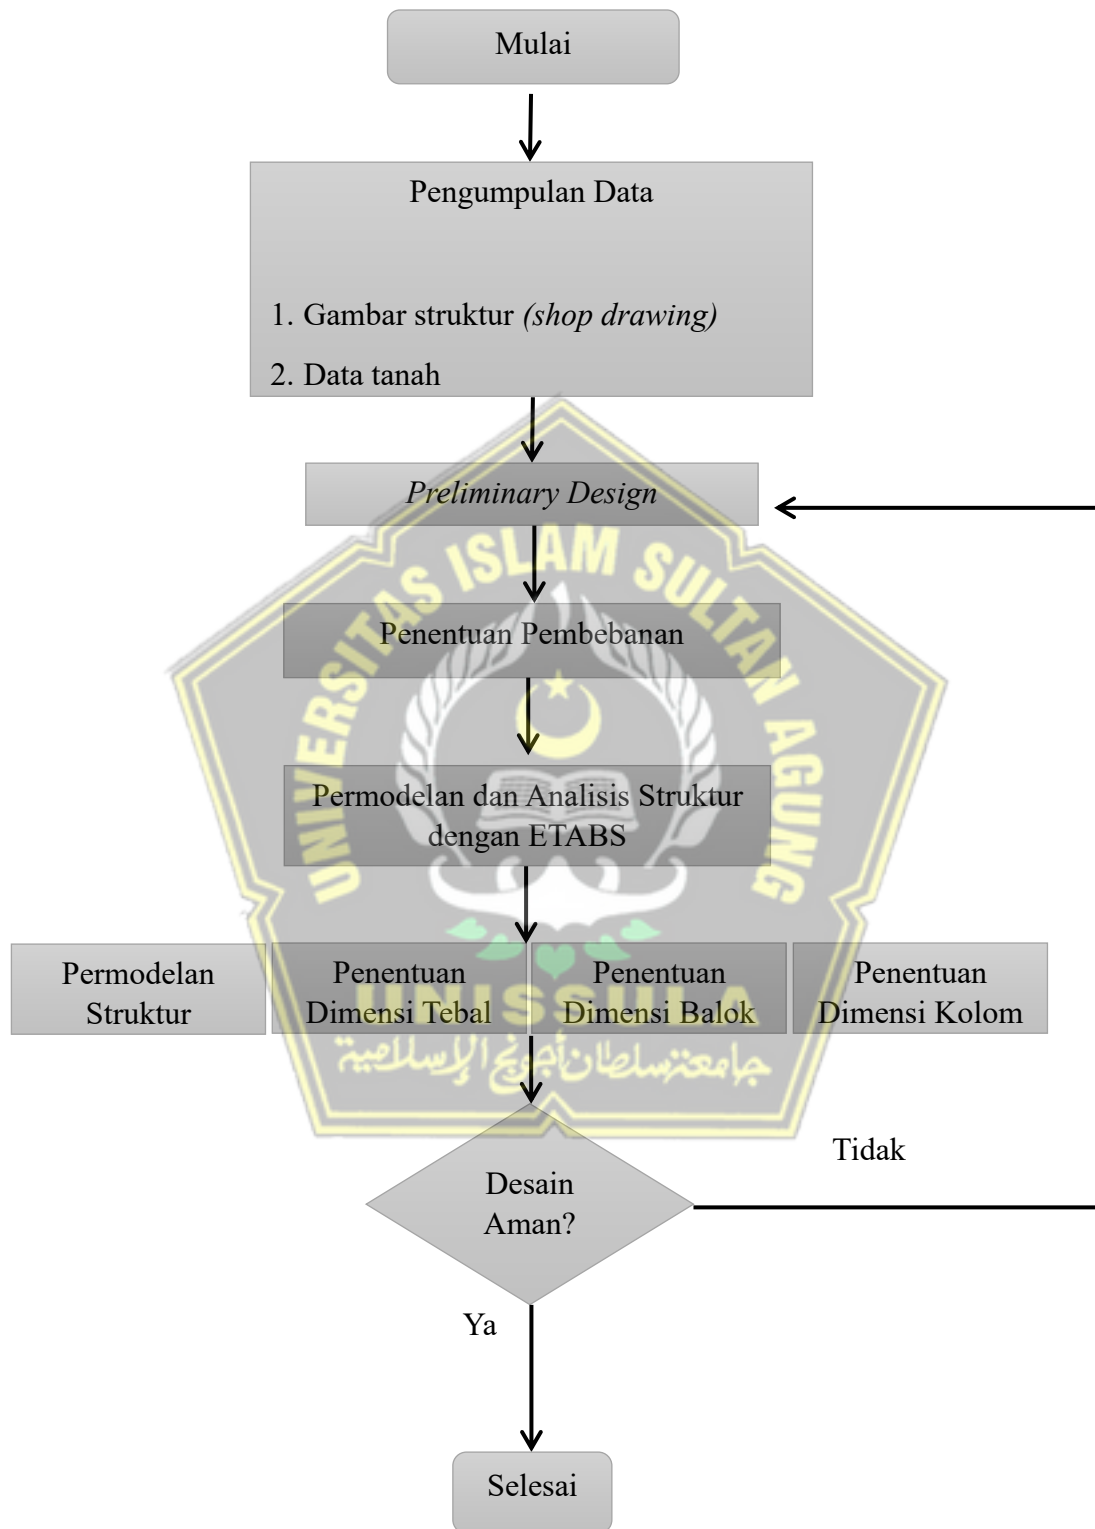 Mulai
Pengumpulan Data
1. Gambar struktur (shop drawing)
2. Data tanah
Preliminary Design
UNIVERSITAS ISLAM SULTAN AGUNG
Penentuan Pembebanan
Permodelan dan Analisis Struktur
dengan ETABS
Permodelan
Struktur
Penentuan
Dimensi Tebal
Penentuan
Dimensi Balok
Penentuan
Dimensi Kolom
UNISSULA
جامعة سلطان أجونج الإسلامية
Desain
Aman?
Tidak
Ya
Selesai